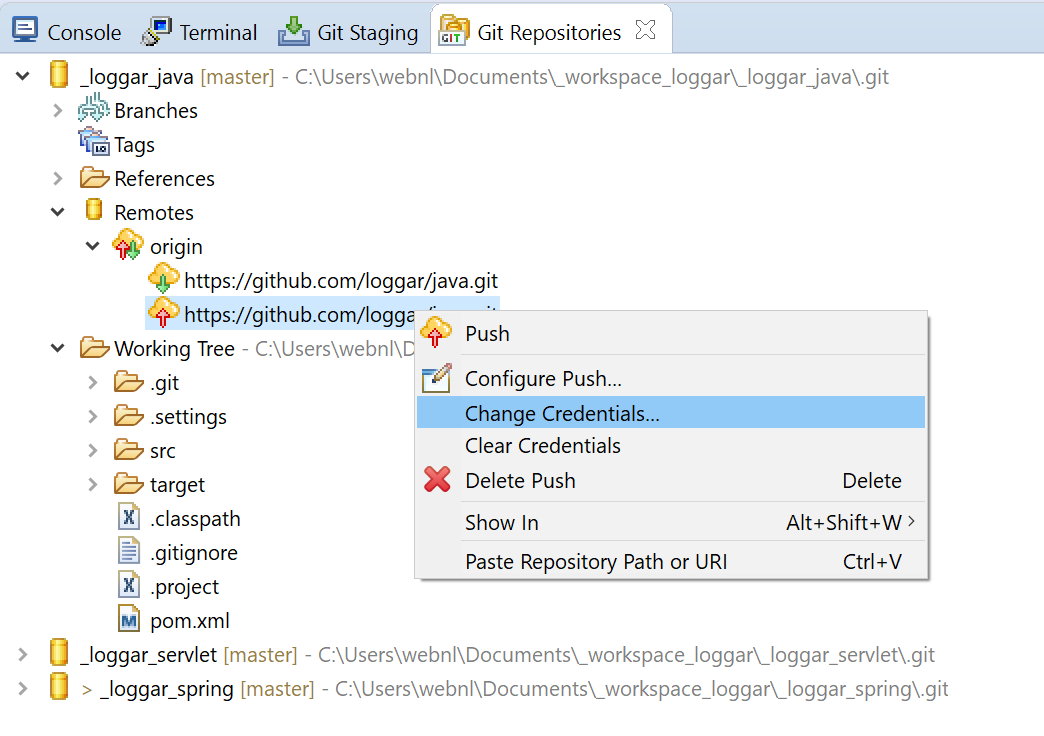 Console Terminal Git Staging Git Repositories
_loggar_java [master] - C:\Users\webnl\Documents\_workspace_loggar\_loggar_java\.git
Branches
Tags
References
Remotes
origin
https://github.com/loggar/java.git
https://github.com/logga
Push
Working Tree - C:\Users\webnl\D
Configure Push...
.git
Change Credentials...
.settings
Clear Credentials
src
Delete Push Delete
target
Show In Alt+Shift+W
.classpath
Paste Repository Path or URI Ctrl+V
.gitignore
.project
pom.xml
_loggar_servlet [master] - C:\Users\webnl\Documents\_workspace_loggar\_loggar_servlet\.git
> _loggar_spring [master] - C:\Users\webnl\Documents\_workspace_loggar\_loggar_spring\.git